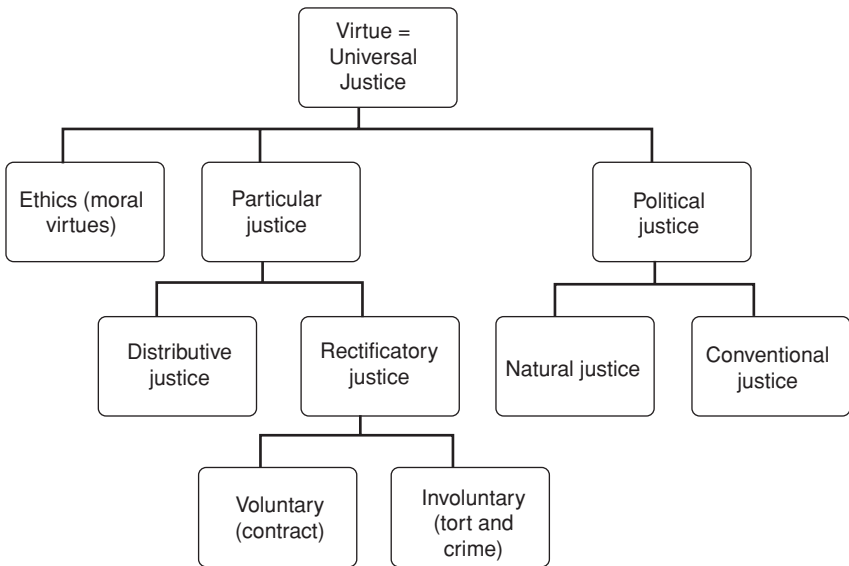 Virtue =
Universal
Justice
Ethics (moral
virtues)
Particular
justice
Political
justice
Distributive
justice
Rectificatory
justice
Natural justice
Conventional
justice
Voluntary
(contract)
Involuntary
(tort and
crime)